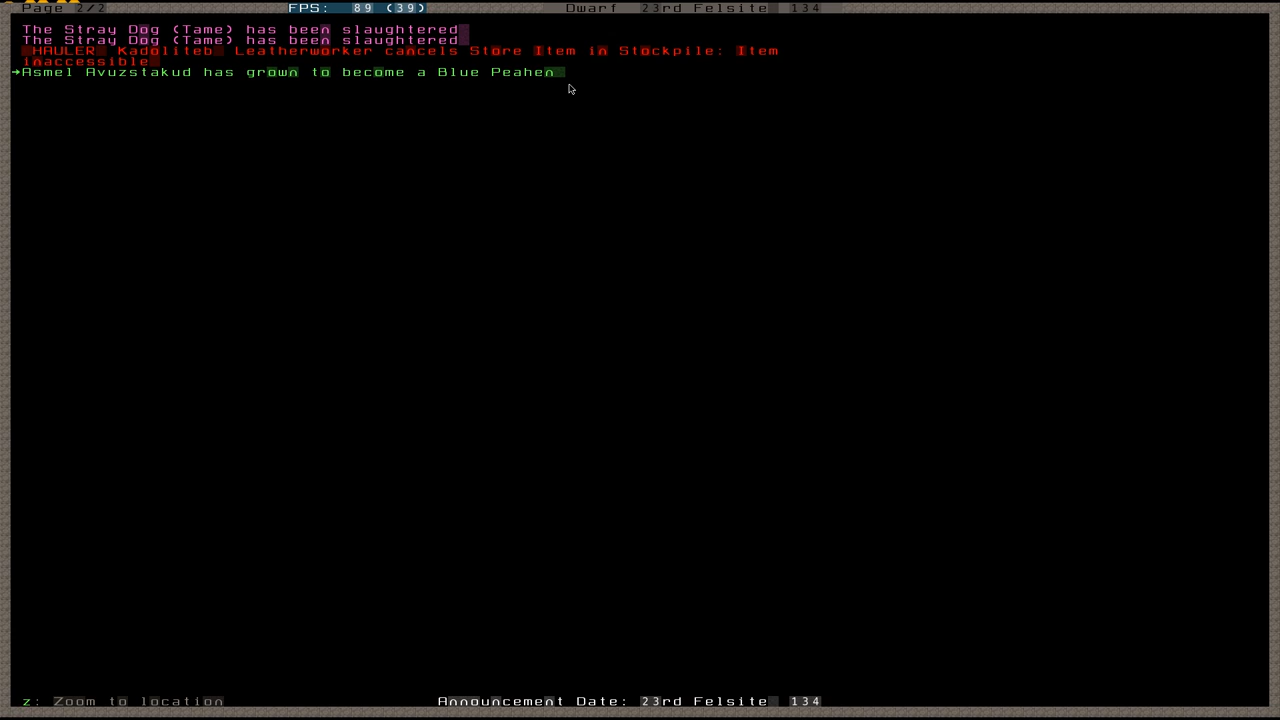 Page 2/2 FPS: 89 (39) Dwarf 23rd Felsite 134
The Stray Dog (Tame) has been slaughtered
The Stray Dog (Tame) has been slaughtered
HAULER Kadoliteb Leatherworker cancels Store Item in Stockpile: Item
inaccessible
→Asmel Avuzstakud has grown to become a Blue Peahen
z: Zoom to location Announcement Date: 23rd Felsite 134